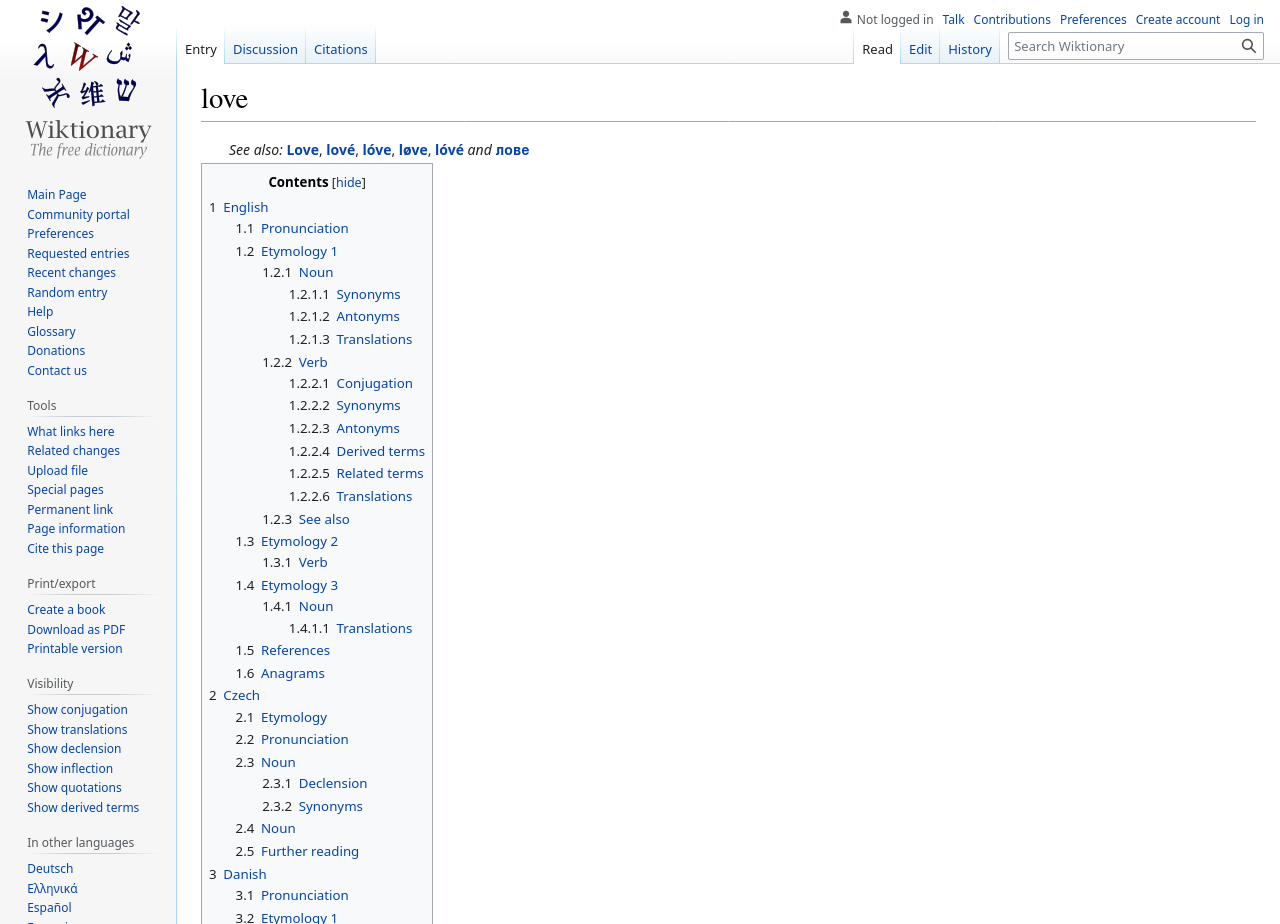 Not logged in Talk Contributions Preferences Create account Log in
Entry Discussion Citations Read Edit History Search Wiktionary
Wiktionary
The free dictionary
Main Page
Community portal
Preferences
Requested entries
Recent changes
Random entry
Help
Glossary
Donations
Contact us
Tools
What links here
Related changes
Upload file
Special pages
Permanent link
Page information
Cite this page
Print/export
Create a book
Download as PDF
Printable version
Visibility
Show conjugation
Show translations
Show declension
Show inflection
Show quotations
Show derived terms
In other languages
Deutsch
Ελληνικά
Español
love
See also: Love, lové, lóve, løve, lóvé and лове
Contents [hide]
1 English
1.1 Pronunciation
1.2 Etymology 1
1.2.1 Noun
1.2.1.1 Synonyms
1.2.1.2 Antonyms
1.2.1.3 Translations
1.2.2 Verb
1.2.2.1 Conjugation
1.2.2.2 Synonyms
1.2.2.3 Antonyms
1.2.2.4 Derived terms
1.2.2.5 Related terms
1.2.2.6 Translations
1.2.3 See also
1.3 Etymology 2
1.3.1 Verb
1.4 Etymology 3
1.4.1 Noun
1.4.1.1 Translations
1.5 References
1.6 Anagrams
2 Czech
2.1 Etymology
2.2 Pronunciation
2.3 Noun
2.3.1 Declension
2.3.2 Synonyms
2.4 Noun
2.5 Further reading
3 Danish
3.1 Pronunciation
3.2 Etymology 1